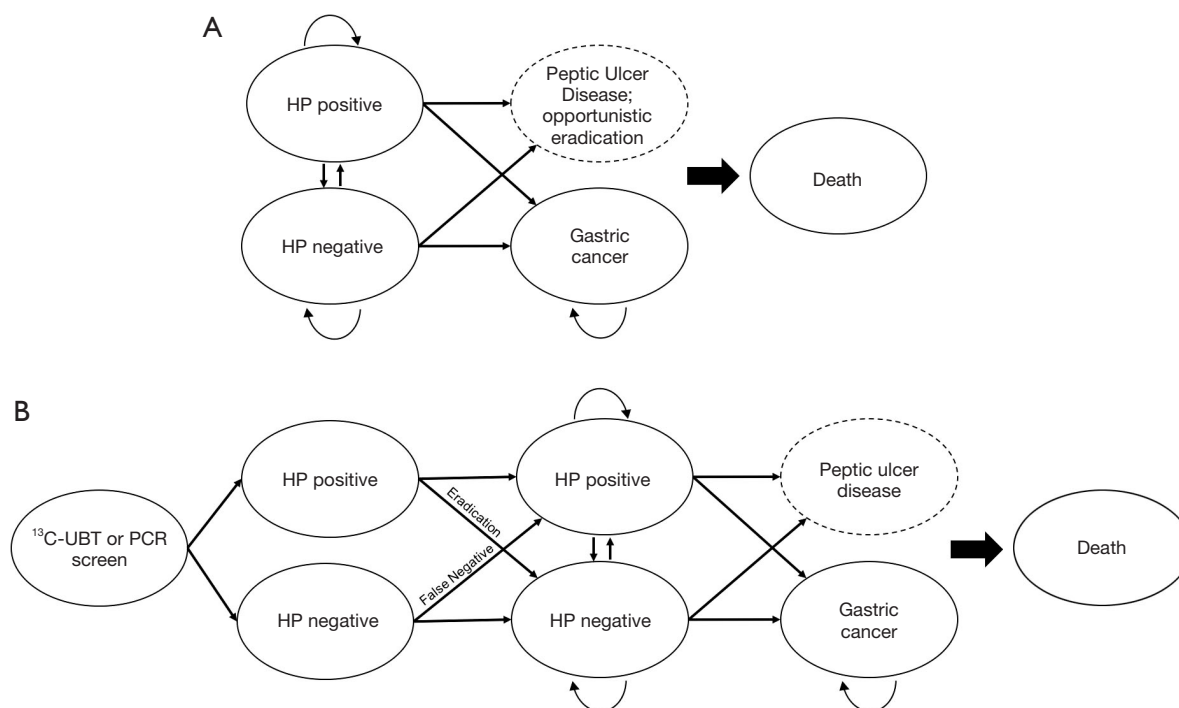 A
HP positive
Peptic Ulcer
Disease;
opportunistic
eradication
Death
HP negative
Gastric
cancer
B
HP positive
HP positive
Peptic ulcer
disease
Eradication
¹³C-UBT or PCR
screen
Death
False Negative
HP negative
HP negative
Gastric
cancer